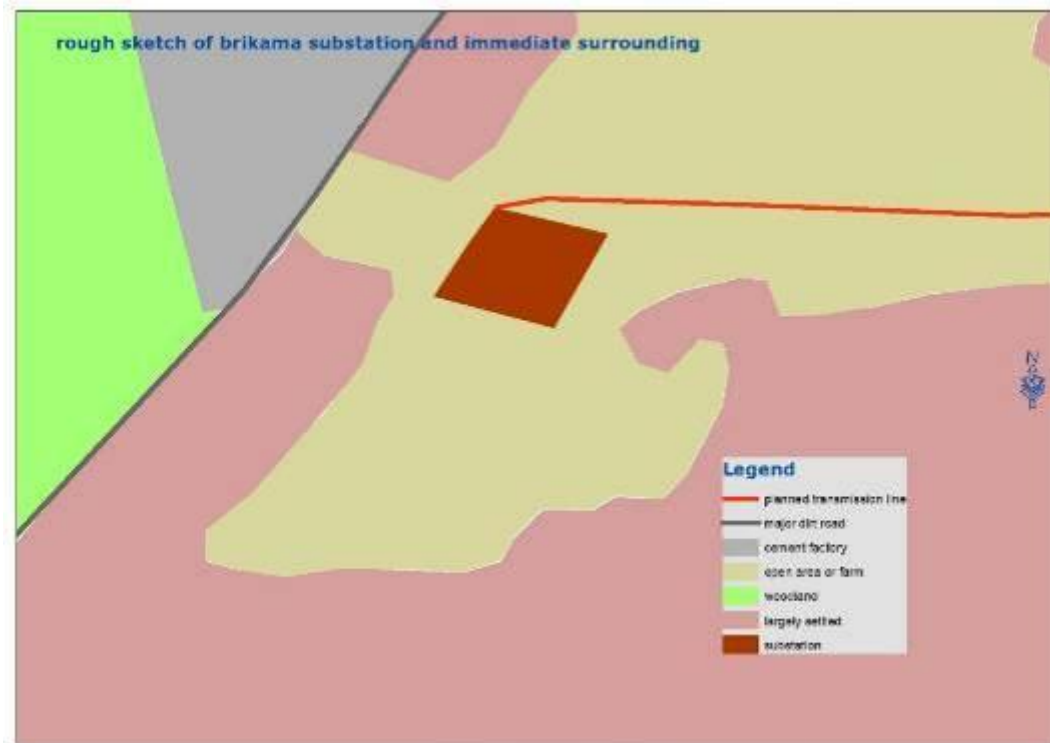 rough sketch of brikama substation and immediate surrounding
N
Legend
planned transmission line
major dirt road
cement factory
open area or farm
woodland
largely settled
substation